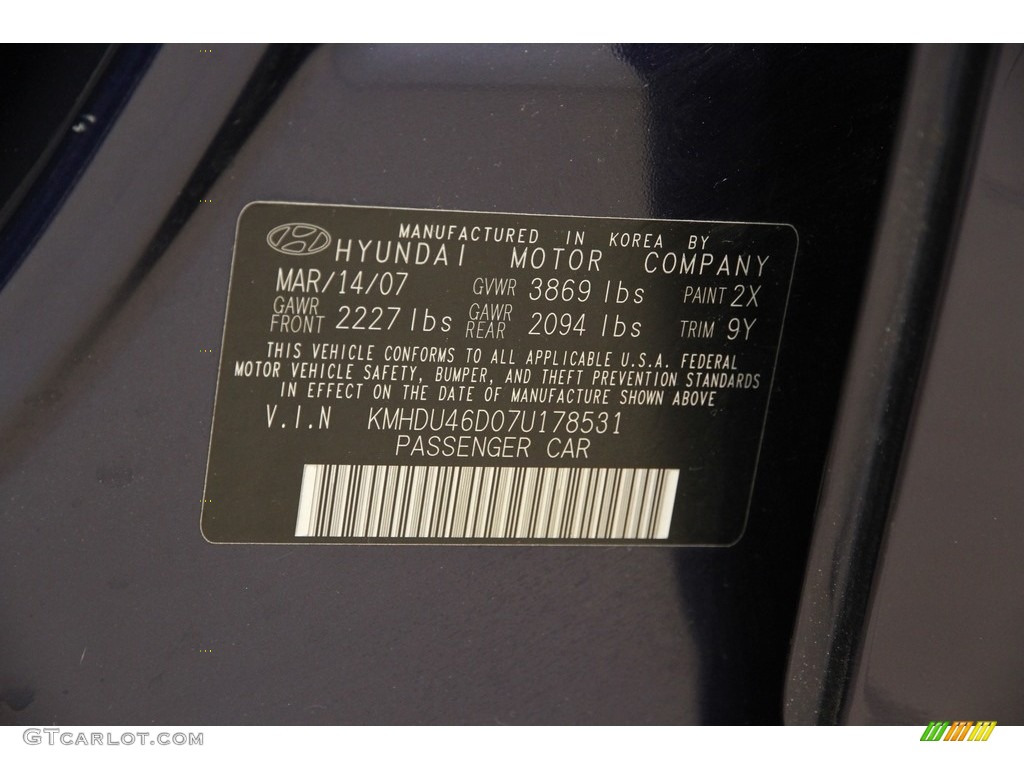 MANUFACTURED IN KOREA BY
HYUNDAI MOTOR COMPANY
MAR/14/07 GVWR 3869 lbs PAINT 2X
GAWR FRONT 2227 lbs GAWR REAR 2094 lbs TRIM 9Y
THIS VEHICLE CONFORMS TO ALL APPLICABLE U.S.A. FEDERAL
MOTOR VEHICLE SAFETY, BUMPER, AND THEFT PREVENTION STANDARDS
IN EFFECT ON THE DATE OF MANUFACTURE SHOWN ABOVE
V.I.N KMHDU46D07U178531
PASSENGER CAR
GTCARLOT.COM